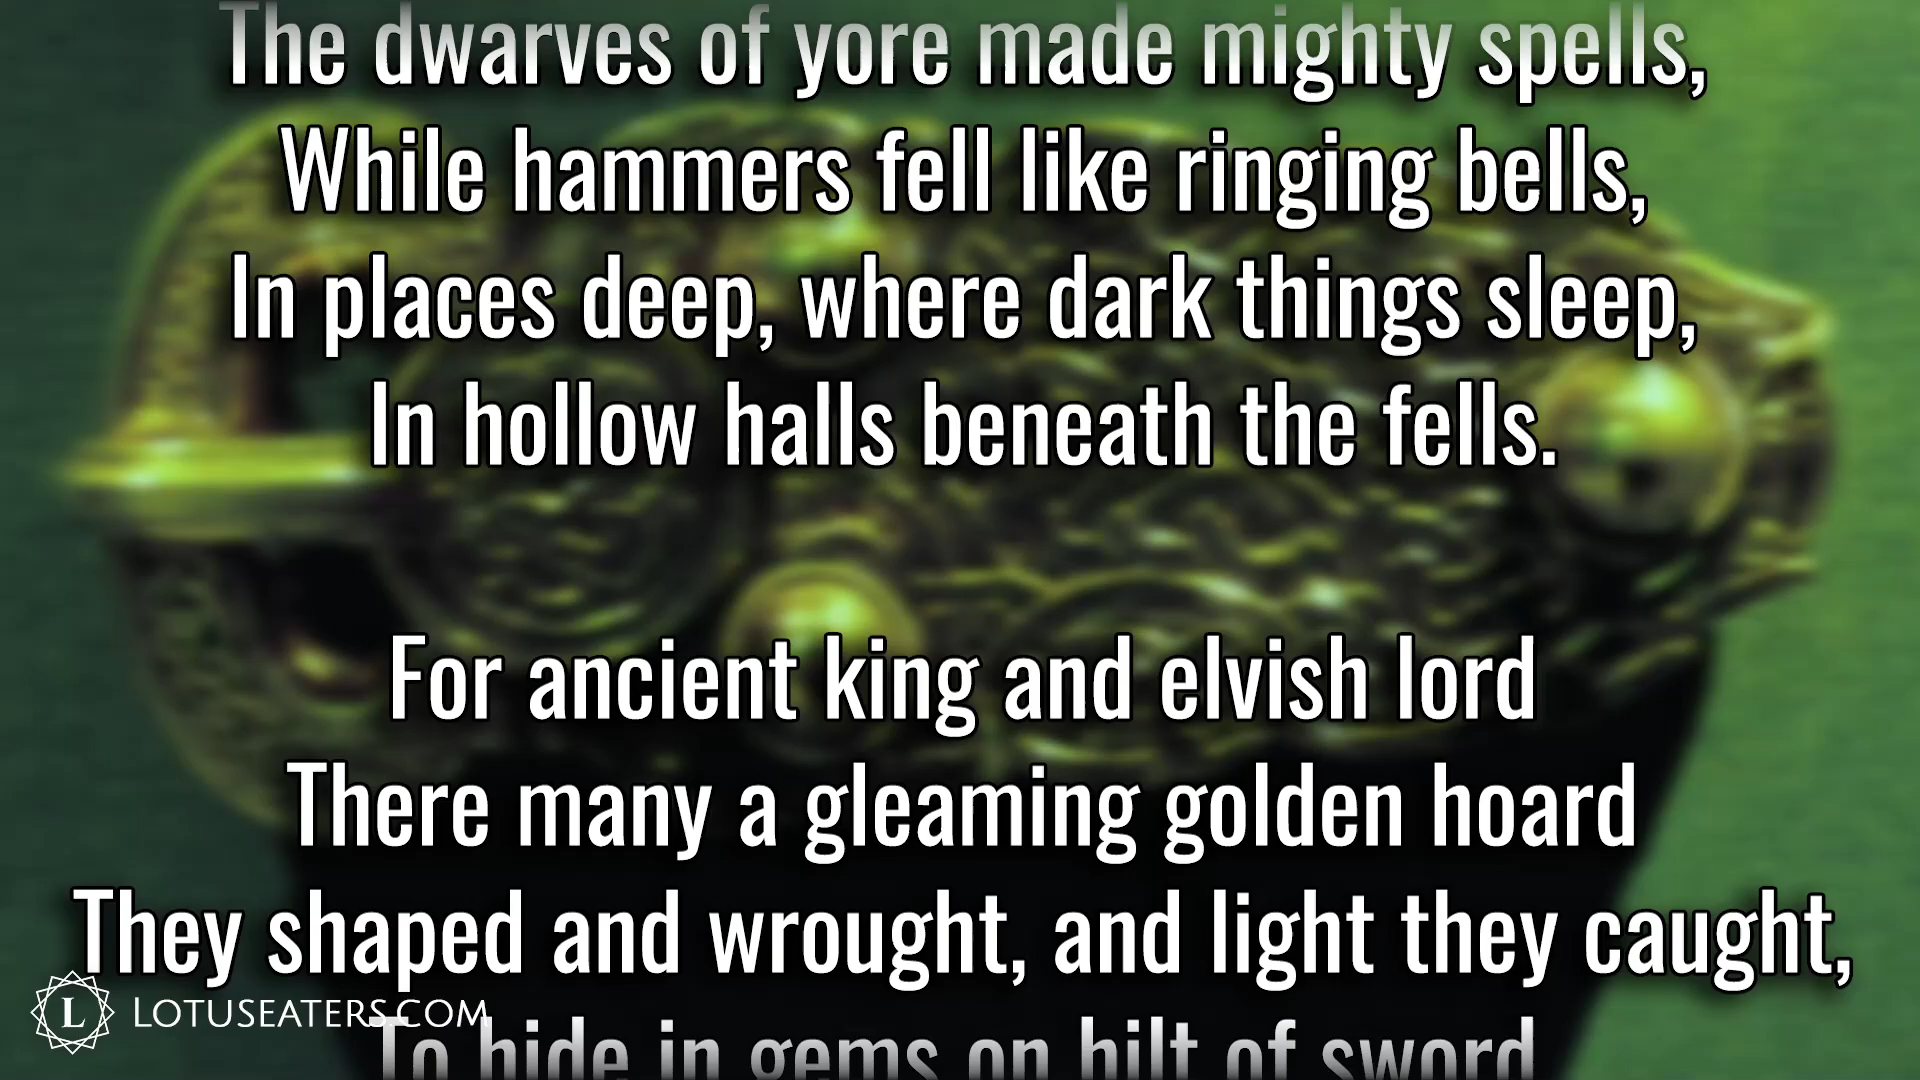 The dwarves of yore made mighty spells,
While hammers fell like ringing bells,
In places deep, where dark things sleep,
In hollow halls beneath the fells.
For ancient king and elvish lord
There many a gleaming golden hoard
They shaped and wrought, and light they caught,
L LOTUSEATERS.COM
To hide in gems on hilt of sword